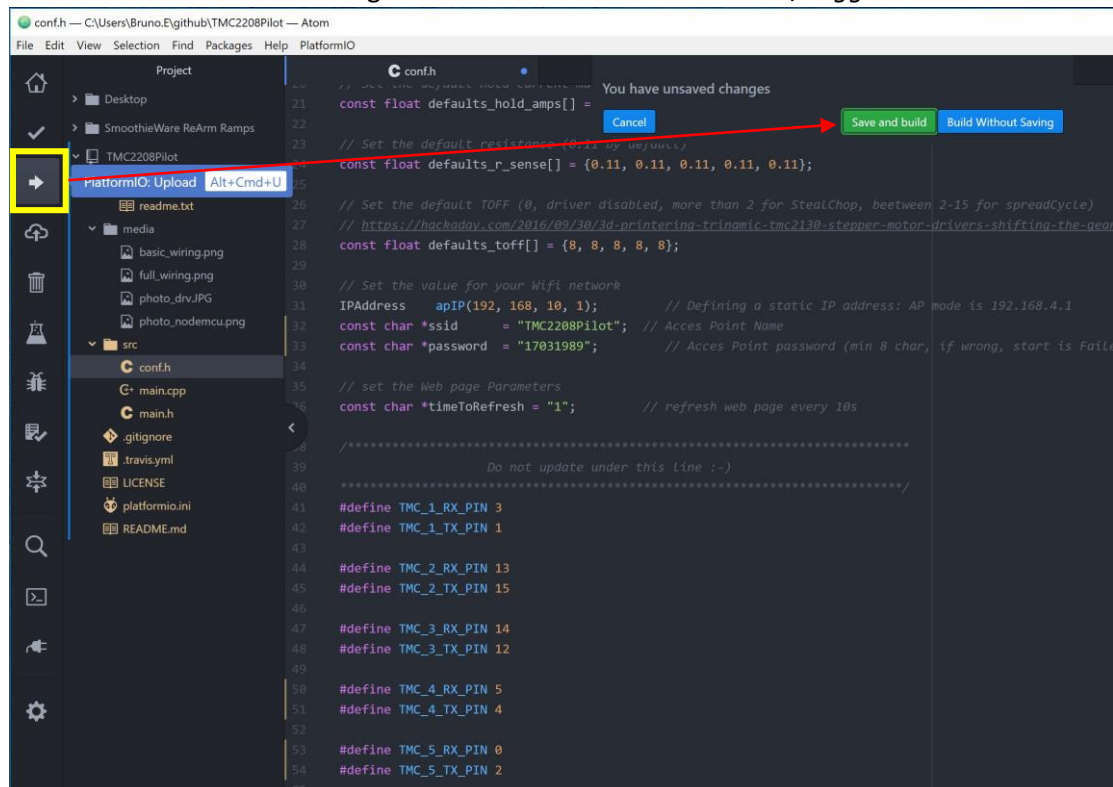 conf.h — C:\Users\Bruno.E\github\TMC2208Pilot — Atom
File Edit View Selection Find Packages Help PlatformIO
Project
Desktop
SmoothieWare ReArm Ramps
TMC2208Pilot
PlatformIO: Upload Alt+Cmd+U
readme.txt
media
basic_wiring.png
full_wiring.png
photo_drv.JPG
photo_nodemcu.png
src
conf.h
main.cpp
main.h
.gitignore
.travis.yml
LICENSE
platformio.ini
README.md
conf.h
You have unsaved changes
Cancel Save and build Build Without Saving
21 const float defaults_hold_amps[] =
22
23 // Set the default resistance (0.11 by default)
const float defaults_r_sense[] = {0.11, 0.11, 0.11, 0.11, 0.11};
25
26 // Set the default TOFF (0, driver disabled, more than 2 for StealChop, beetween 2-15 for spreadCycle)
27 // https://hackaday.com/2016/09/30/3d-printering-trinamic-tmc2130-stepper-motor-drivers-shifting-the-gear
28 const float defaults_toff[] = {8, 8, 8, 8, 8};
29
30 // Set the value for your Wifi network
31 IPAddress apIP(192, 168, 10, 1); // Defining a static IP address: AP mode is 192.168.4.1
32 const char *ssid = "TMC2208Pilot"; // Acces Point Name
33 const char *password = "17031989"; // Acces Point password (min 8 char, if wrong, start is Faile
34
35 // set the Web page Parameters
36 const char *timeToRefresh = "1"; // refresh web page every 10s
38 /****************************************************************************
39 Do not update under this line :-)
40 ****************************************************************************/
41 #define TMC_1_RX_PIN 3
42 #define TMC_1_TX_PIN 1
43
44 #define TMC_2_RX_PIN 13
45 #define TMC_2_TX_PIN 15
46
47 #define TMC_3_RX_PIN 14
48 #define TMC_3_TX_PIN 12
49
50 #define TMC_4_RX_PIN 5
51 #define TMC_4_TX_PIN 4
52
53 #define TMC_5_RX_PIN 0
54 #define TMC_5_TX_PIN 2